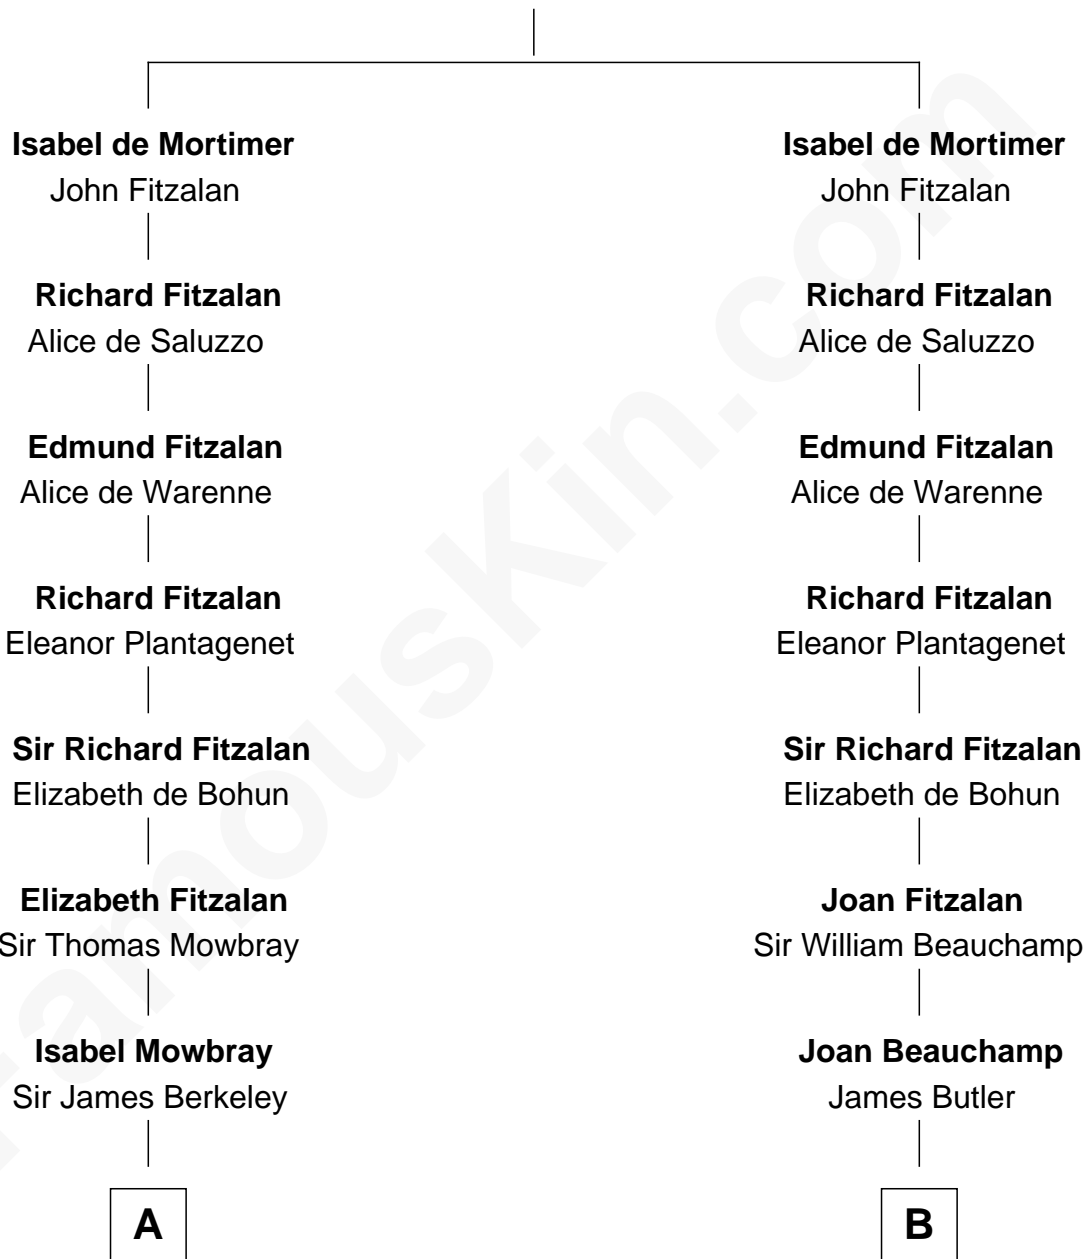 Isabel de Mortimer
John Fitzalan
Richard Fitzalan
Alice de Saluzzo
Edmund Fitzalan
Alice de Warenne
Richard Fitzalan
Eleanor Plantagenet
Sir Richard Fitzalan
Elizabeth de Bohun
Elizabeth Fitzalan
Sir Thomas Mowbray
Isabel Mowbray
Sir James Berkeley
A
Isabel de Mortimer
John Fitzalan
Richard Fitzalan
Alice de Saluzzo
Edmund Fitzalan
Alice de Warenne
Richard Fitzalan
Eleanor Plantagenet
Sir Richard Fitzalan
Elizabeth de Bohun
Joan Fitzalan
Sir William Beauchamp
Joan Beauchamp
James Butler
B
FamousKin.com